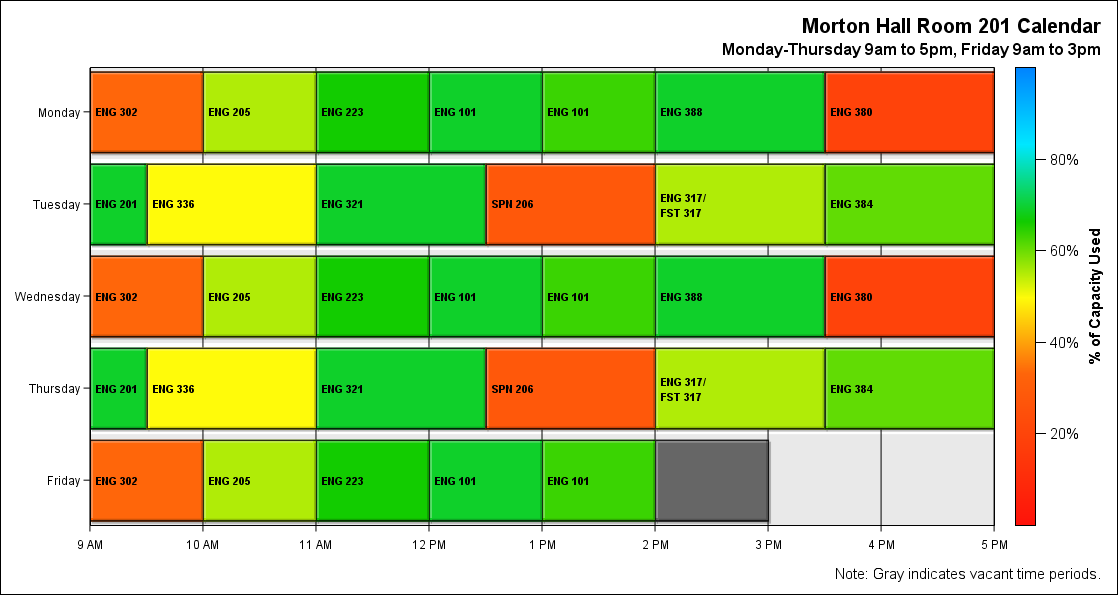 Morton Hall Room 201 Calendar
Monday-Thursday 9am to 5pm, Friday 9am to 3pm
Monday
ENG 302
ENG 205
ENG 223
ENG 101
ENG 101
ENG 388
ENG 380
Tuesday
ENG 201
ENG 336
ENG 321
SPN 206
ENG 317/
FST 317
ENG 384
Wednesday
ENG 302
ENG 205
ENG 223
ENG 101
ENG 101
ENG 388
ENG 380
Thursday
ENG 201
ENG 336
ENG 321
SPN 206
ENG 317/
FST 317
ENG 384
Friday
ENG 302
ENG 205
ENG 223
ENG 101
ENG 101
9 AM
10 AM
11 AM
12 PM
1 PM
2 PM
3 PM
4 PM
5 PM
80%
60%
40%
20%
% of Capacity Used
Note: Gray indicates vacant time periods.